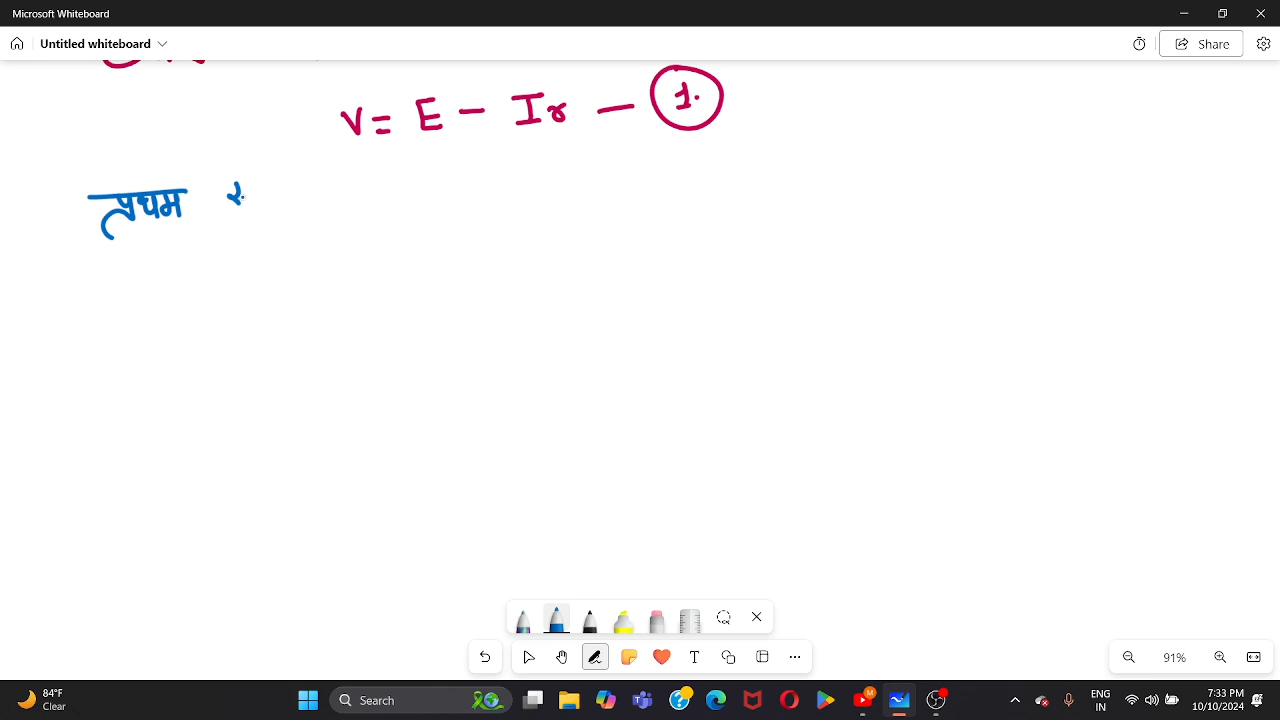 Microsoft Whiteboard
Untitled whiteboard
Share
V = E - Ir - 1.
प्रथम
91%
84°F
Clear
Search
ENG
IN
7:33 PM
10/10/2024